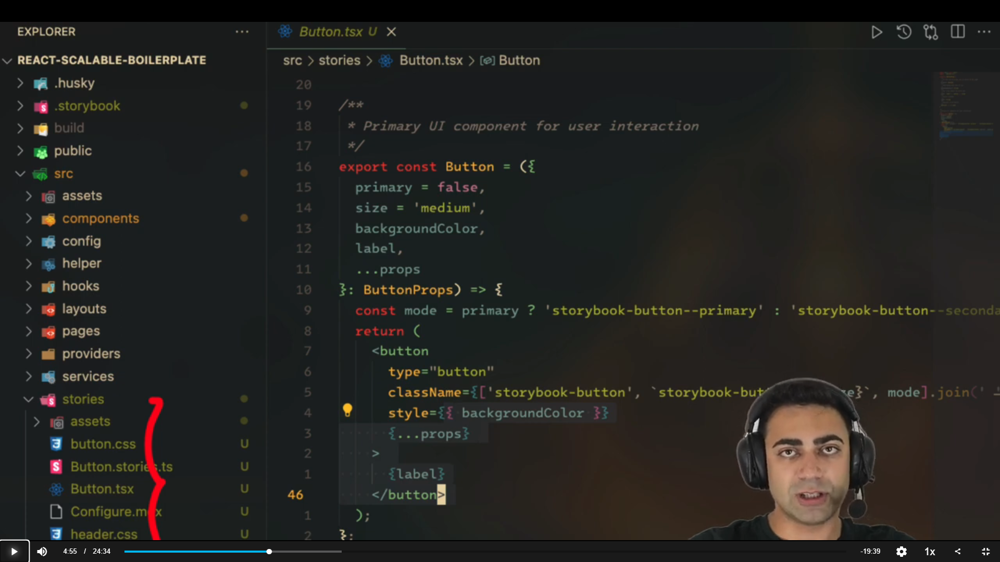 EXPLORER
REACT-SCALABLE-BOILERPLATE
.husky
.storybook
build
public
src
assets
components
config
helper
hooks
layouts
pages
providers
services
stories
assets
button.css U
Button.stories.ts U
Button.tsx U
Configure.mdx U
header.css U
Button.tsx U
src > stories > Button.tsx > Button
20
19 /**
18 * Primary UI component for user interaction
17 */
16 export const Button = ({
15 primary = false,
14 size = 'medium',
13 backgroundColor,
12 label,
11 ...props
10 }: ButtonProps) => {
9 const mode = primary ? 'storybook-button--primary' : 'storybook-button--seconda
8 return (
7 <button
6 type="button"
5 className={['storybook-button', `storybook-but ze}`, mode].join(' 
4 style={{ backgroundColor }}
3 {...props}
2 >
1 {label}
46 </button>
1 );
2 };
4:55 / 24:34
-19:39
1x